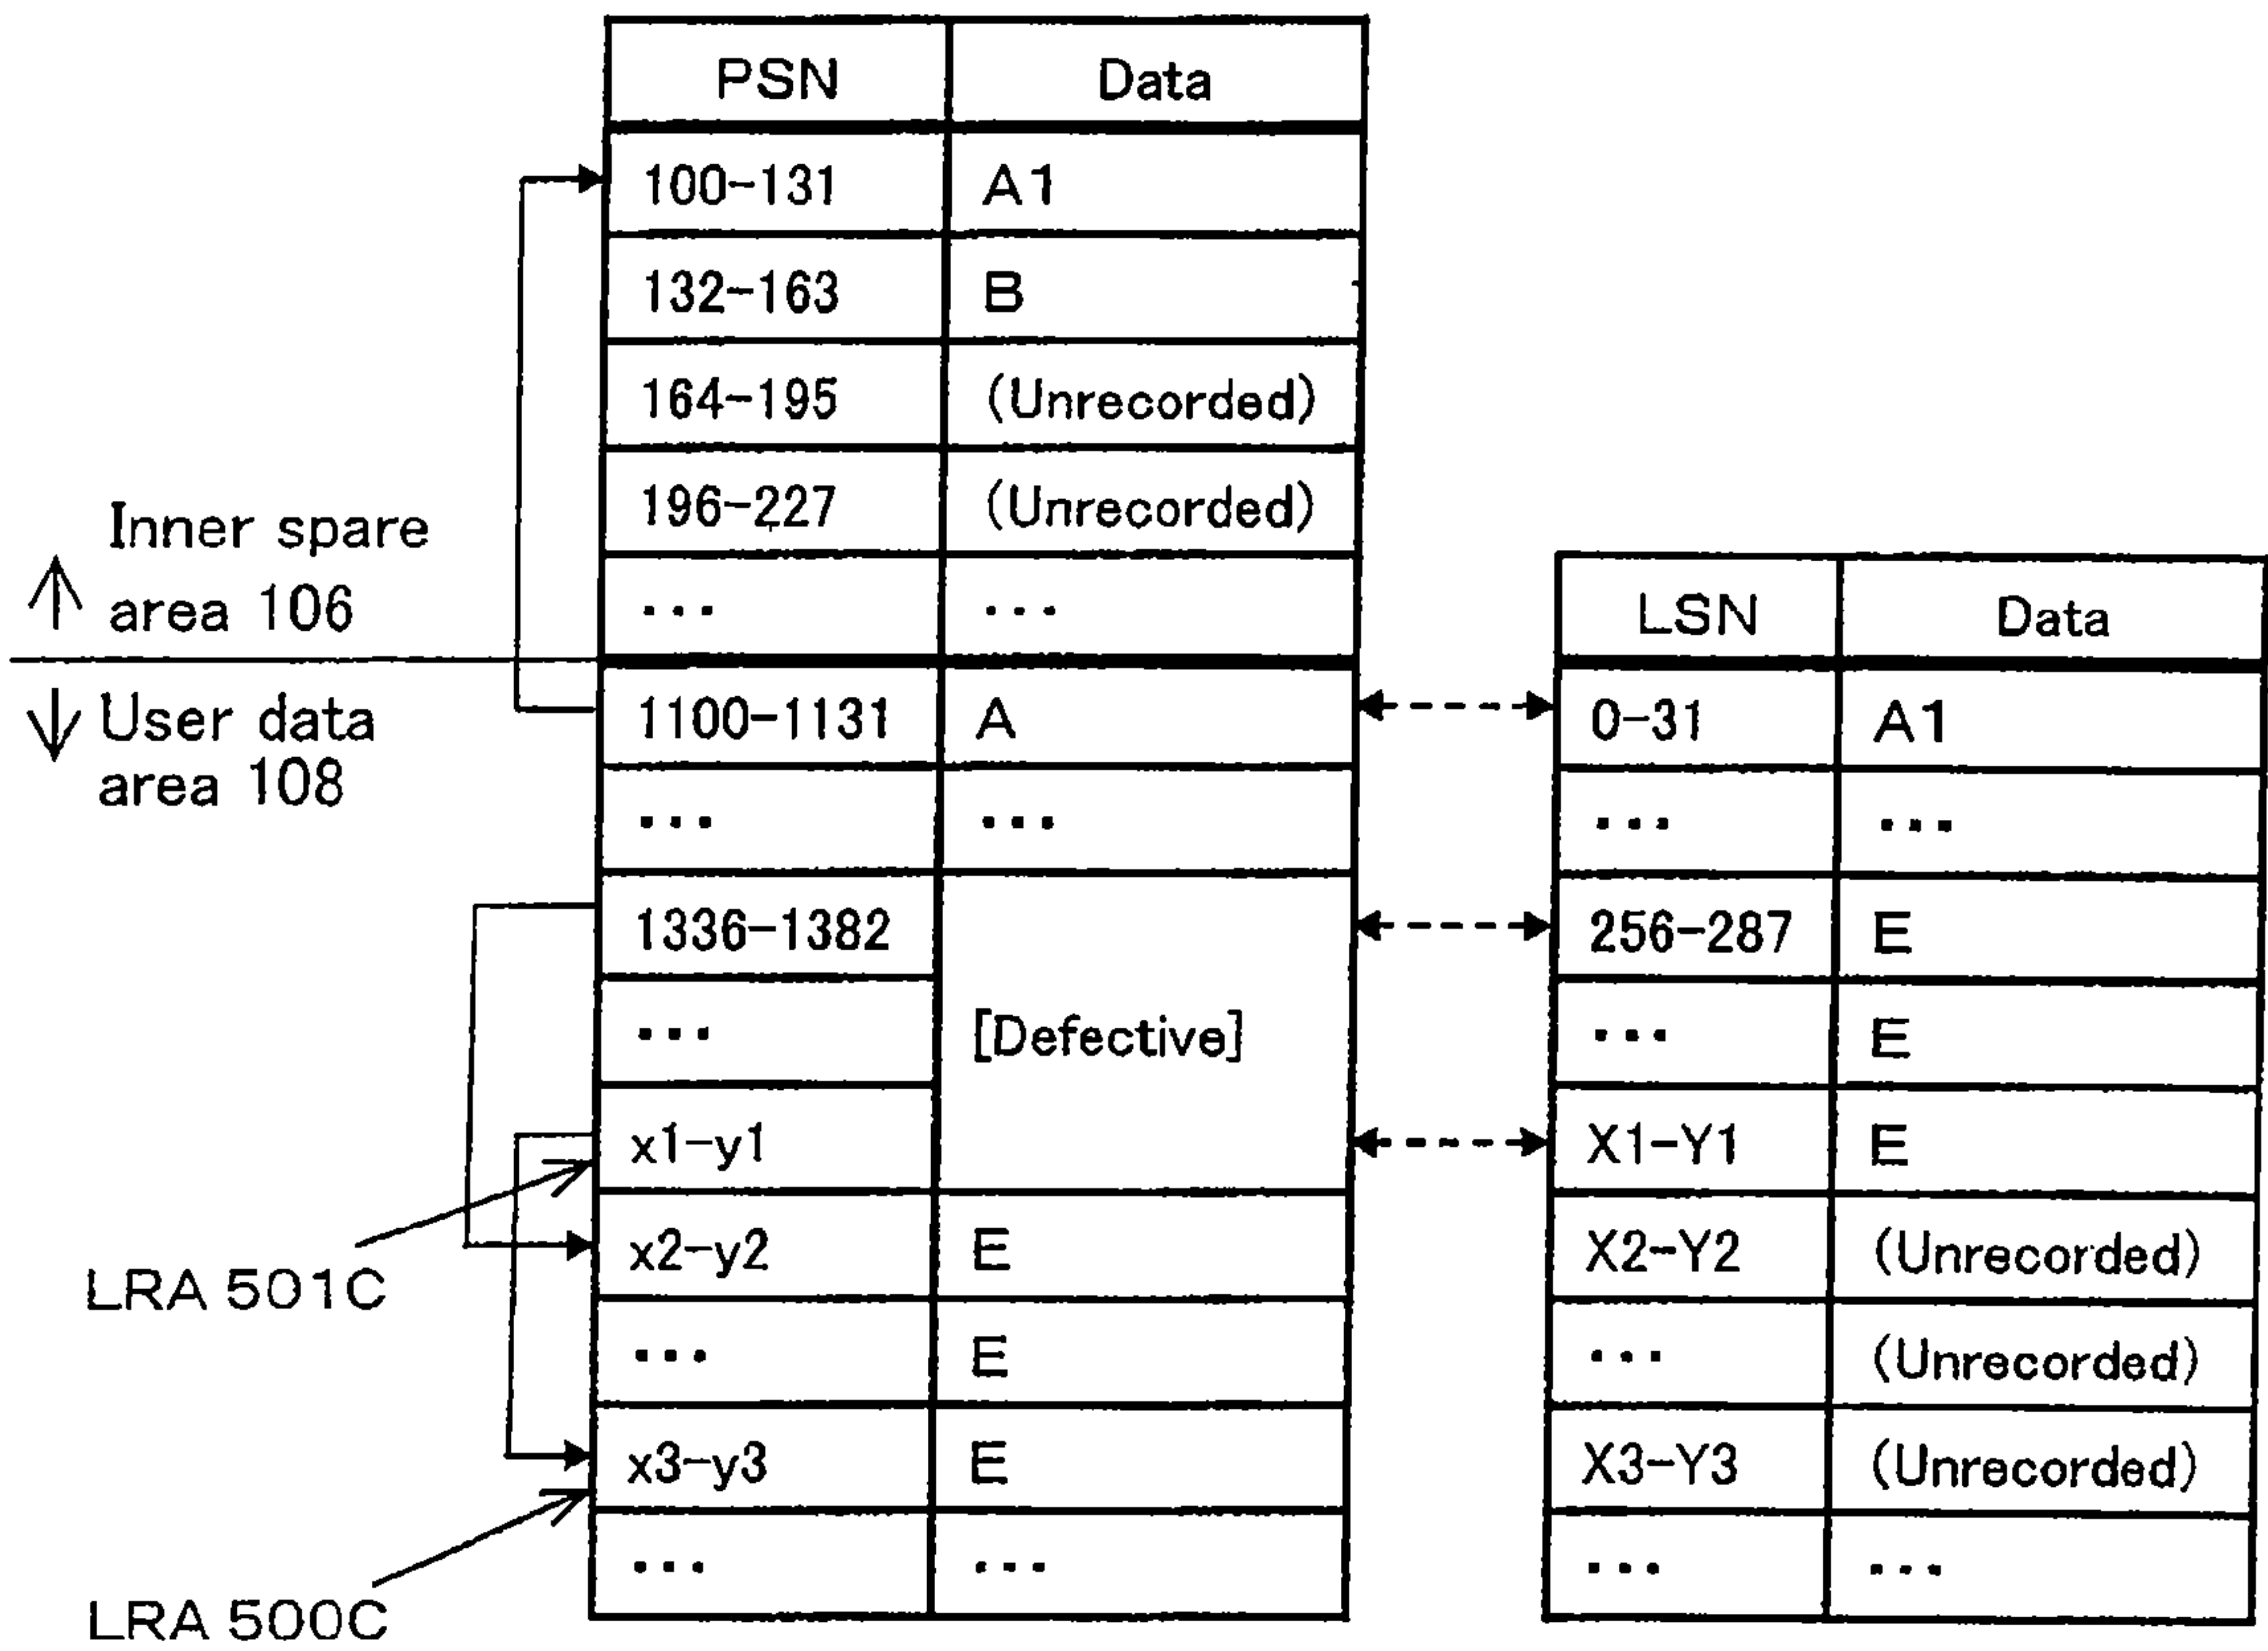 PSN Data
100-131 A1
132-163 B
164-195 (Unrecorded)
196-227 (Unrecorded)
... ...
Inner spare
area 106
User data
area 108
1100-1131 A
... ...
1336-1382 [Defective]
...
x1-y1
x2-y2 E
... E
x3-y3 E
... ...
LRA 501C
LRA 500C
LSN Data
0-31 A1
... ...
256-287 E
... E
X1-Y1 E
X2-Y2 (Unrecorded)
... (Unrecorded)
X3-Y3 (Unrecorded)
... ...